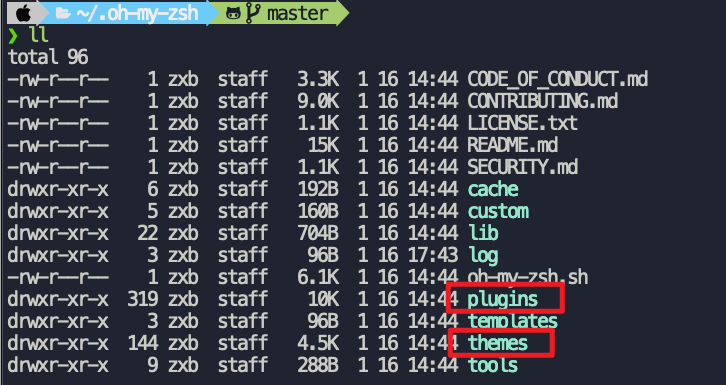 ~/.oh-my-zsh master
❯ ll
total 96
-rw-r--r-- 1 zxb staff 3.3K 1 16 14:44 CODE_OF_CONDUCT.md
-rw-r--r-- 1 zxb staff 9.0K 1 16 14:44 CONTRIBUTING.md
-rw-r--r-- 1 zxb staff 1.1K 1 16 14:44 LICENSE.txt
-rw-r--r-- 1 zxb staff 15K 1 16 14:44 README.md
-rw-r--r-- 1 zxb staff 1.1K 1 16 14:44 SECURITY.md
drwxr-xr-x 6 zxb staff 192B 1 16 14:44 cache
drwxr-xr-x 5 zxb staff 160B 1 16 14:44 custom
drwxr-xr-x 22 zxb staff 704B 1 16 14:44 lib
drwxr-xr-x 3 zxb staff 96B 1 16 17:43 log
-rw-r--r-- 1 zxb staff 6.1K 1 16 14:44 oh-my-zsh.sh
drwxr-xr-x 319 zxb staff 10K 1 16 14:44 plugins
drwxr-xr-x 3 zxb staff 96B 1 16 14:44 templates
drwxr-xr-x 144 zxb staff 4.5K 1 16 14:44 themes
drwxr-xr-x 9 zxb staff 288B 1 16 14:44 tools